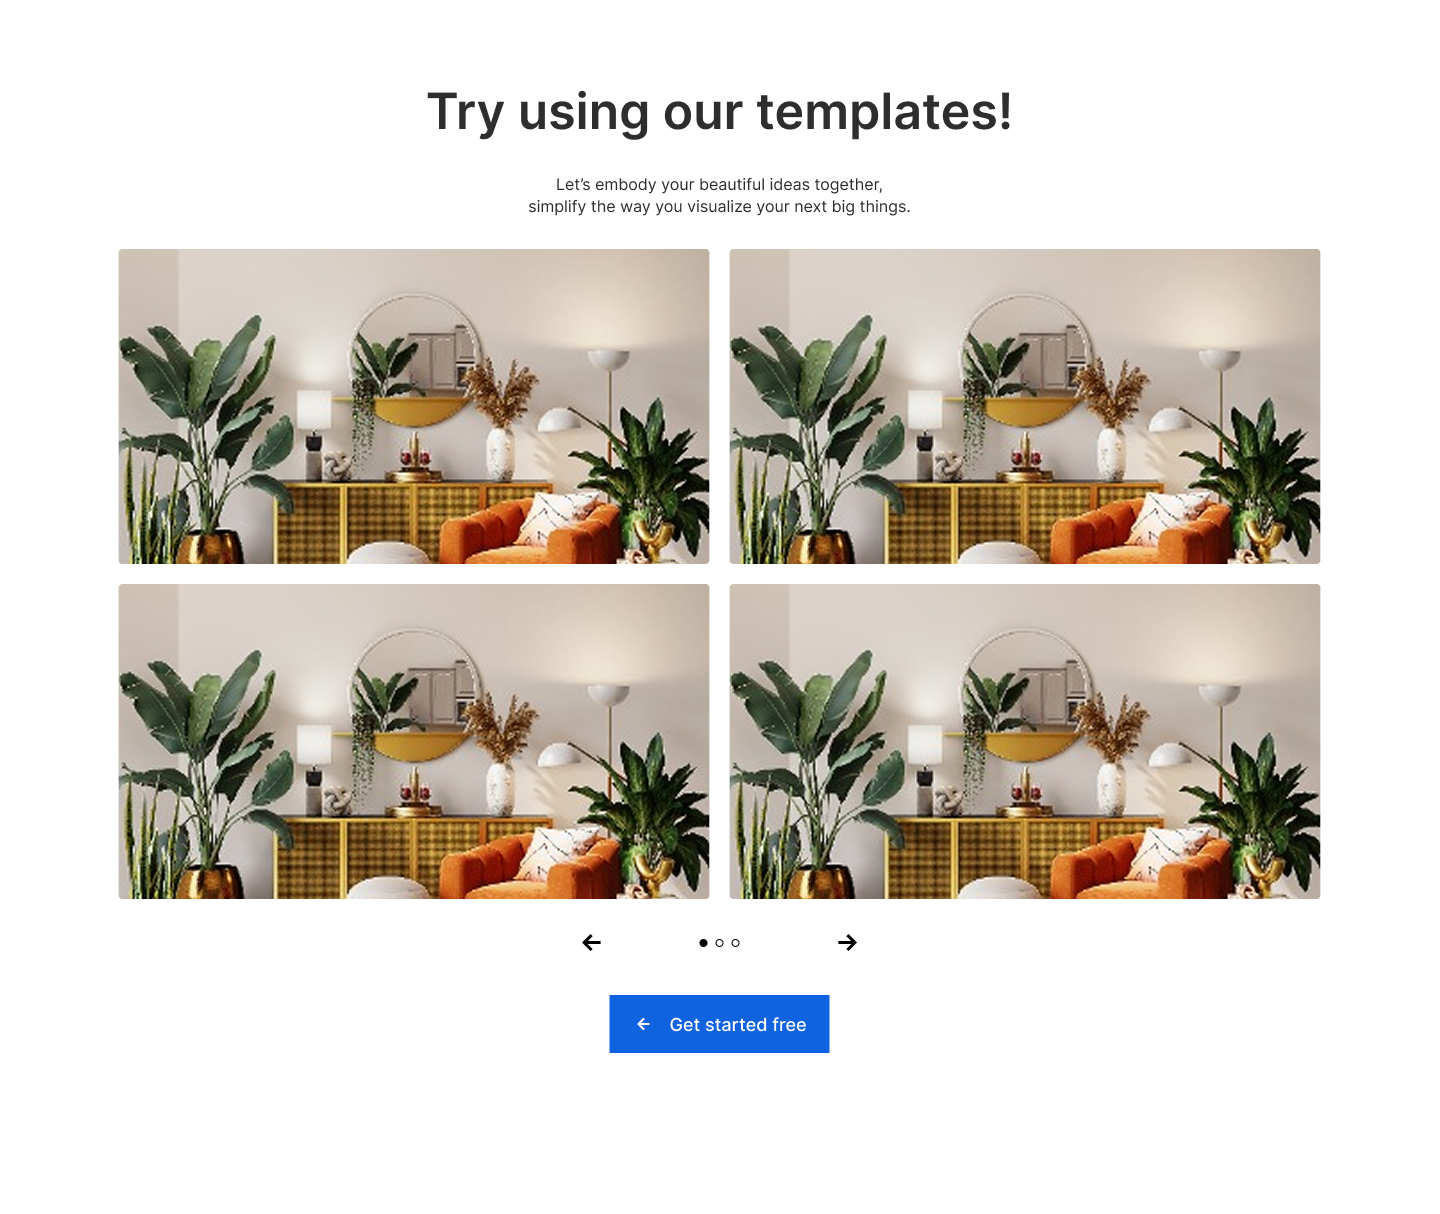 Try using our templates!
Let’s embody your beautiful ideas together,
simplify the way you visualize your next big things.
Get started free